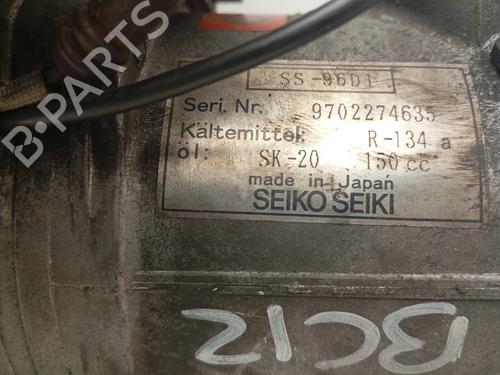 SS-96D1
Seri. Nr. 9702274635
Kältemittel R-134 a
öl: SK-20 150 cc
made in Japan
SEIKO SEIKI
BC12
B-PARTS